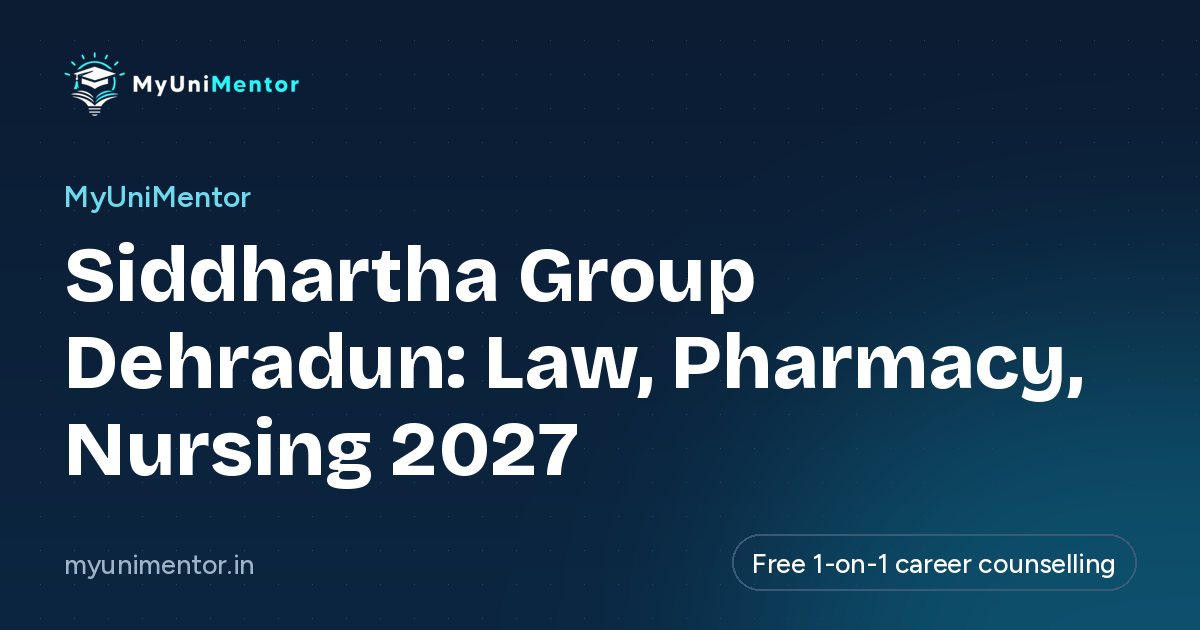 MyUniMentor
MyUniMentor
Siddhartha Group
Dehradun: Law, Pharmacy,
Nursing 2027
myunimentor.in
Free 1-on-1 career counselling